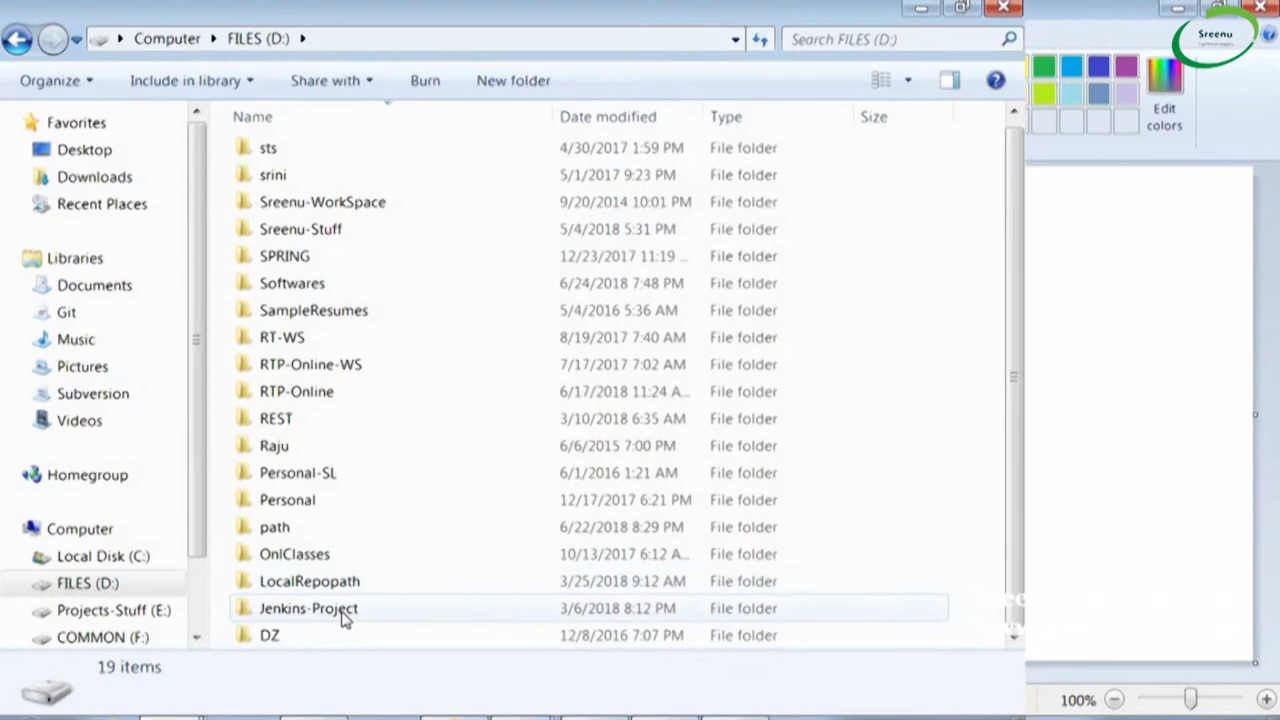 Computer FILES (D:)
Search FILES (D:)
Sreenu
Organize Include in library Share with Burn New folder
Edit
colors
Name Date modified Type Size
Favorites
Desktop
Downloads
Recent Places
Libraries
Documents
Git
Music
Pictures
Subversion
Videos
Homegroup
Computer
Local Disk (C:)
FILES (D:)
Projects-Stuff (E:)
COMMON (F:)
sts 4/30/2017 1:59 PM File folder
srini 5/1/2017 9:23 PM File folder
Sreenu-WorkSpace 9/20/2014 10:01 PM File folder
Sreenu-Stuff 5/4/2018 5:31 PM File folder
SPRING 12/23/2017 11:19 ... File folder
Softwares 6/24/2018 7:48 PM File folder
SampleResumes 5/4/2016 5:36 AM File folder
RT-WS 8/19/2017 7:40 AM File folder
RTP-Online-WS 7/17/2017 7:02 AM File folder
RTP-Online 6/17/2018 11:24 A... File folder
REST 3/10/2018 6:35 AM File folder
Raju 6/6/2015 7:00 PM File folder
Personal-SL 6/1/2016 1:21 AM File folder
Personal 12/17/2017 6:21 PM File folder
path 6/22/2018 8:29 PM File folder
OnlClasses 10/13/2017 6:12 A... File folder
LocalRepopath 3/25/2018 9:12 AM File folder
Jenkins-Project 3/6/2018 8:12 PM File folder
DZ 12/8/2016 7:07 PM File folder
19 items
100%